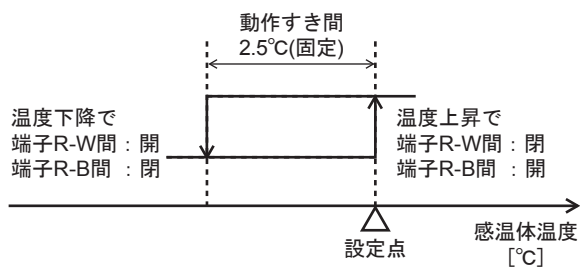 動作すき間
2.5℃(固定)
温度下降で
端子R-W間：開
端子R-B間：閉
温度上昇で
端子R-W間：閉
端子R-B間：開
設定点
感温体温度
[℃]